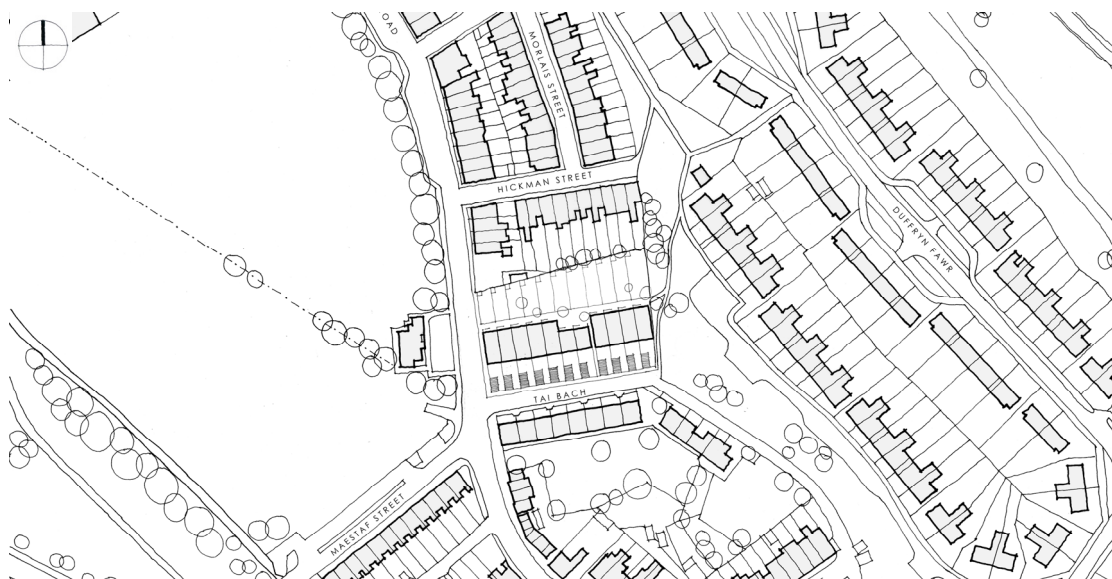 OAD
MORLAIS STREET
HICKMAN STREET
DUFFRYN FAWR
TAI BACH
MAESTAF STREET